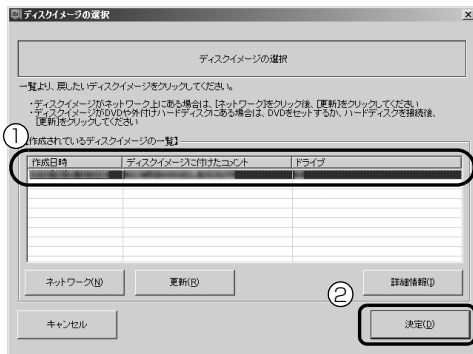 ディスクイメージの選択
ディスクイメージの選択
一覧より、戻したいディスクイメージをクリックしてください。
・ディスクイメージがネットワーク上にある場合は、[ネットワーク]をクリック後、[更新]をクリックしてください
・ディスクイメージがDVDや外付けハードディスクにある場合は、DVDをセットするか、ハードディスクを接続後、
[更新]をクリックしてください
①
【作成されているディスクイメージの一覧】
作成日時 ディスクイメージに付けたコメント ドライブ
ネットワーク(N) 更新(R) 詳細情報(I)
②
キャンセル 決定(D)